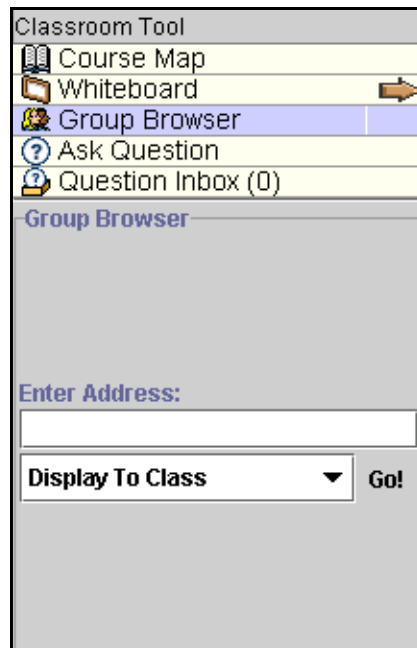 Classroom Tool
Course Map
Whiteboard
Group Browser
Ask Question
Question Inbox (0)
Group Browser
Enter Address:
Display To Class Go!